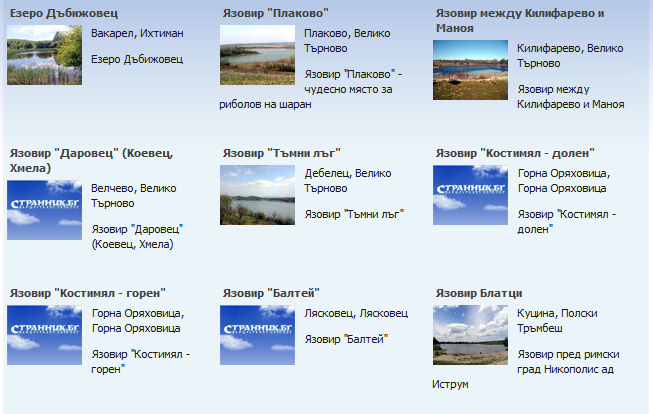 Езеро Дъбижовец
Вакарел, Ихтиман
Езеро Дъбижовец
Язовир "Плаково"
Плаково, Велико
Търново
Язовир "Плаково" -
чудесно място за
риболов на шаран
Язовир между Килифарево и
Маноя
Килифарево, Велико
Търново
Язовир между
Килифарево и Маноя
Язовир "Даровец" (Коевец,
Хмела)
СТРАННИК.БГ
Велчево, Велико
Търново
Язовир "Даровец"
(Коевец, Хмела)
Язовир "Тъмни лъг"
Дебелец, Велико
Търново
Язовир "Тъмни лъг"
Язовир "Костимял - долен"
СТРАННИК.БГ
Горна Оряховица,
Горна Оряховица
Язовир "Костимял -
долен"
Язовир "Костимял - горен"
СТРАННИК.БГ
Горна Оряховица,
Горна Оряховица
Язовир "Костимял -
горен"
Язовир "Балтей"
СТРАННИК.БГ
Лясковец, Лясковец
Язовир "Балтей"
Язовир Блатци
Куцина, Полски
Тръмбеш
Язовир пред римски
град Никополис ад
Иструм